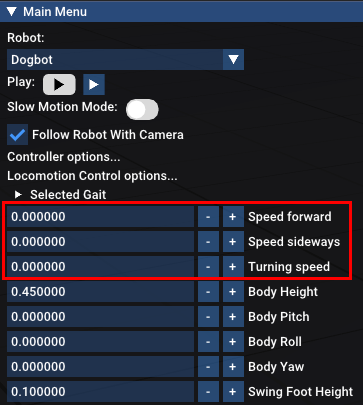 Main Menu
Robot:
Dogbot
Play:
Slow Motion Mode:
Follow Robot With Camera
Controller options...
Locomotion Control options...
Selected Gait
0.000000 - + Speed forward
0.000000 - + Speed sideways
0.000000 - + Turning speed
0.450000 - + Body Height
0.000000 - + Body Pitch
0.000000 - + Body Roll
0.000000 - + Body Yaw
0.100000 - + Swing Foot Height